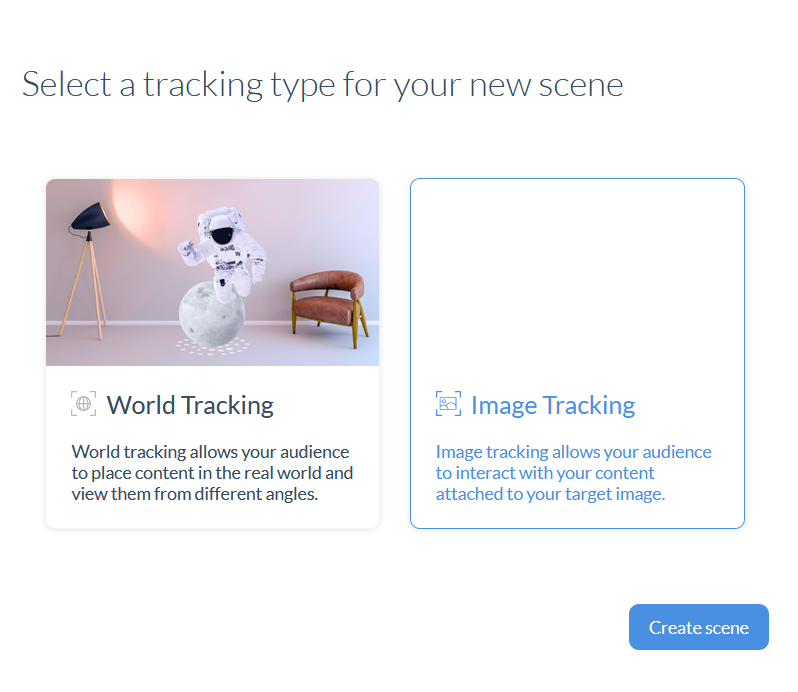 Select a tracking type for your new scene
World Tracking
World tracking allows your audience
to place content in the real world and
view them from different angles.
Image Tracking
Image tracking allows your audience
to interact with your content
attached to your target image.
Create scene